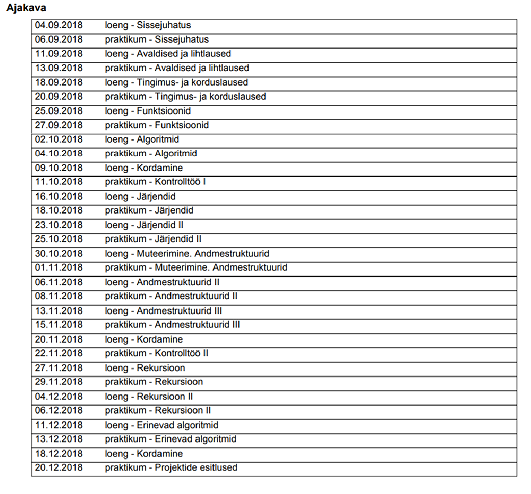 Ajakava
04.09.2018 loeng - Sissejuhatus
06.09.2018 praktikum - Sissejuhatus
11.09.2018 loeng - Avaldised ja lihtlaused
13.09.2018 praktikum - Avaldised ja lihtlaused
18.09.2018 loeng - Tingimus- ja korduslaused
20.09.2018 praktikum - Tingimus- ja korduslaused
25.09.2018 loeng - Funktsioonid
27.09.2018 praktikum - Funktsioonid
02.10.2018 loeng - Algoritmid
04.10.2018 praktikum - Algoritmid
09.10.2018 loeng - Kordamine
11.10.2018 praktikum - Kontrolltöö I
16.10.2018 loeng - Järjendid
18.10.2018 praktikum - Järjendid
23.10.2018 loeng - Järjendid II
25.10.2018 praktikum - Järjendid II
30.10.2018 loeng - Muteerimine. Andmestruktuurid
01.11.2018 praktikum - Muteerimine. Andmestruktuurid
06.11.2018 loeng - Andmestruktuurid II
08.11.2018 praktikum - Andmestruktuurid II
13.11.2018 loeng - Andmestruktuurid III
15.11.2018 praktikum - Andmestruktuurid III
20.11.2018 loeng - Kordamine
22.11.2018 praktikum - Kontrolltöö II
27.11.2018 loeng - Rekursioon
29.11.2018 praktikum - Rekursioon
04.12.2018 loeng - Rekursioon II
06.12.2018 praktikum - Rekursioon II
11.12.2018 loeng - Erinevad algoritmid
13.12.2018 praktikum - Erinevad algoritmid
18.12.2018 loeng - Kordamine
20.12.2018 praktikum - Projektide esitlused